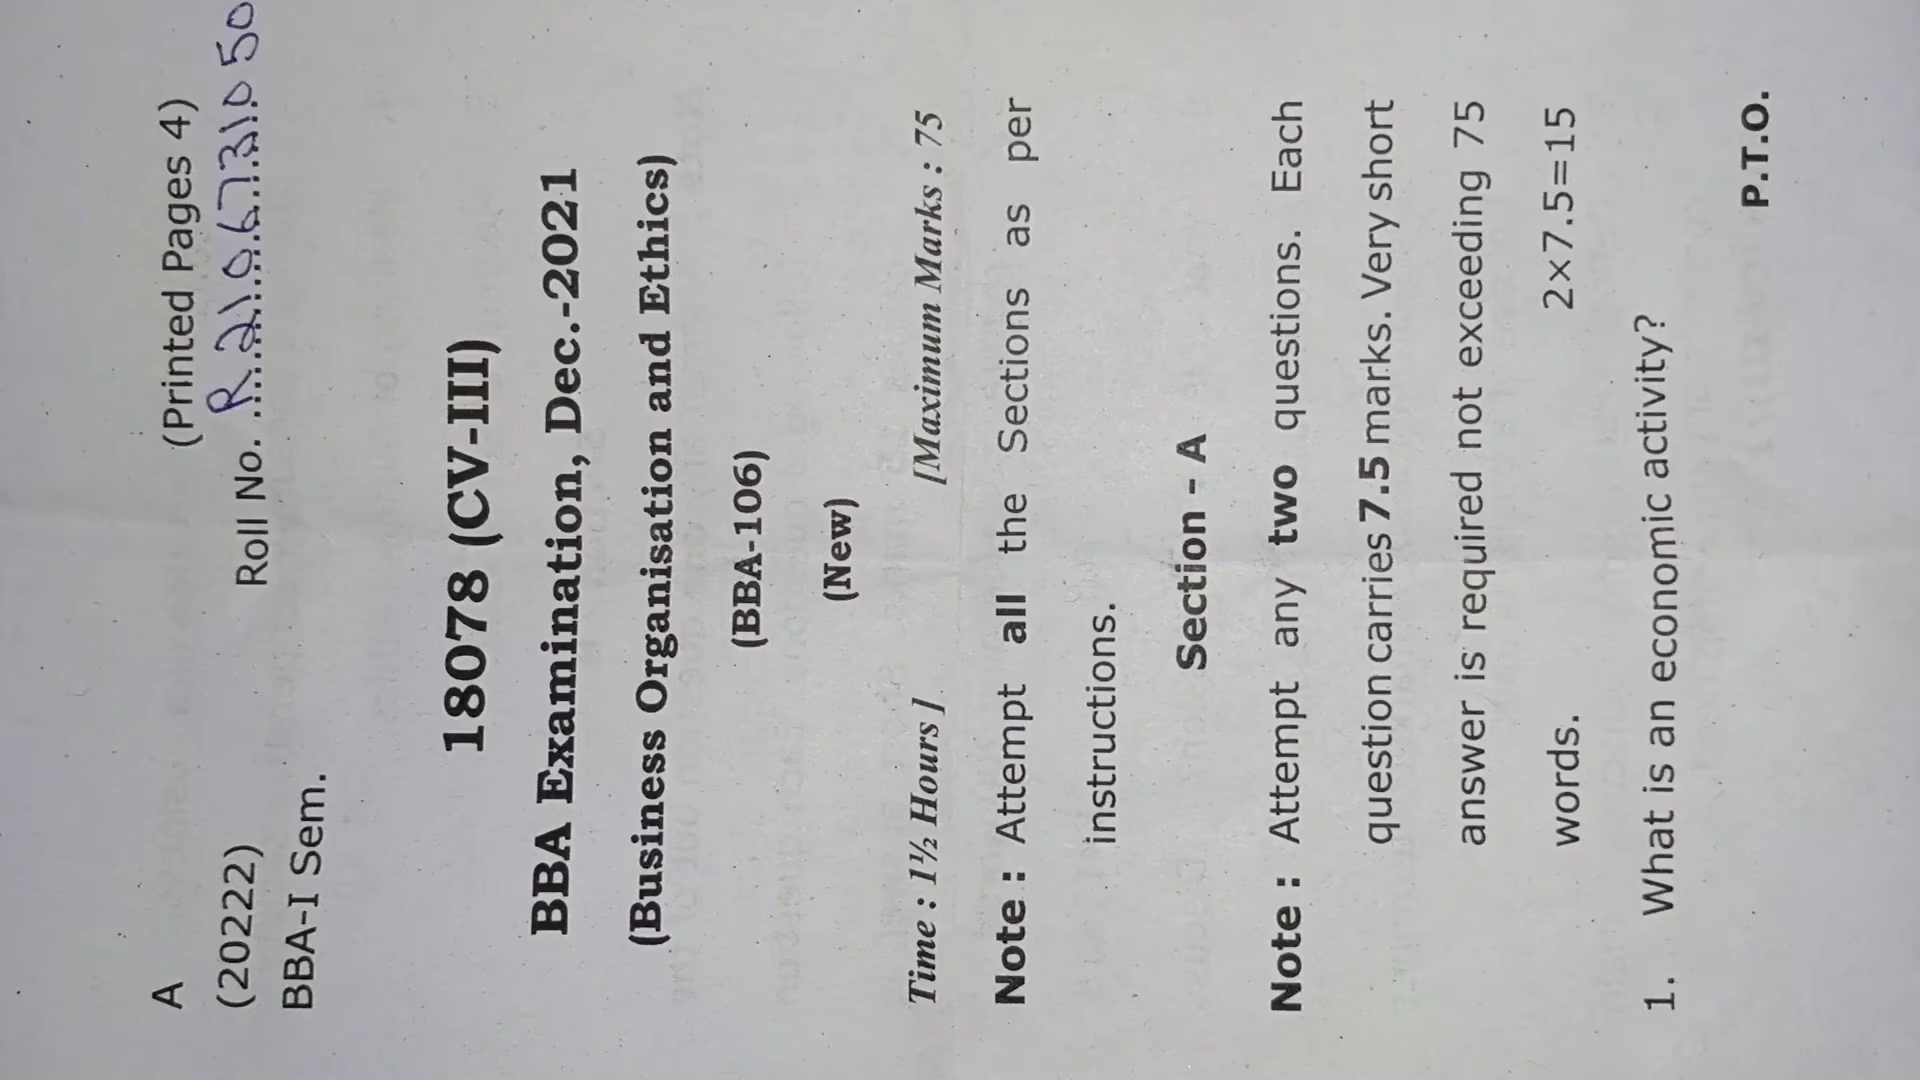 A
(Printed Pages 4)
(20222)
Roll No. R2106731050
BBA-I Sem.
18078 (CV-III)
BBA Examination, Dec.-2021
(Business Organisation and Ethics)
(BBA-106)
(New)
Time : 1½ Hours ]
[Maximum Marks : 75
Note : Attempt all the Sections as per
instructions.
Section - A
Note : Attempt any two questions. Each
question carries 7.5 marks. Very short
answer is required not exceeding 75
words.
2×7.5=15
1. What is an economic activity?
P.T.O.